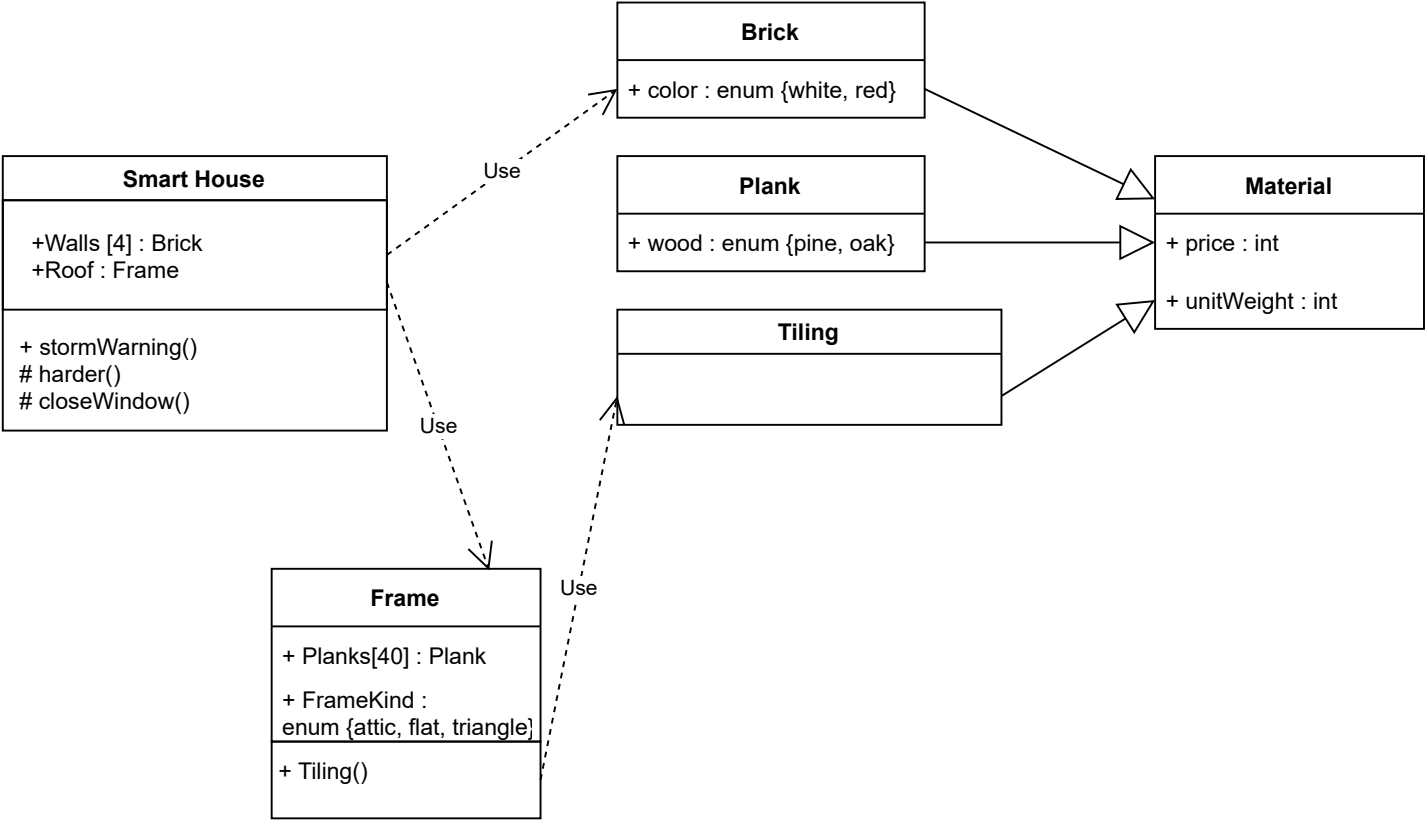 Brick
+ color : enum {white, red}
Use
Smart House
+Walls [4] : Brick
+Roof : Frame
+ stormWarning()
# harder()
# closeWindow()
Plank
+ wood : enum {pine, oak}
Material
+ price : int
+ unitWeight : int
Tiling
Use
Frame
+ Planks[40] : Plank
+ FrameKind :
enum {attic, flat, triangle}
+ Tiling()
Use